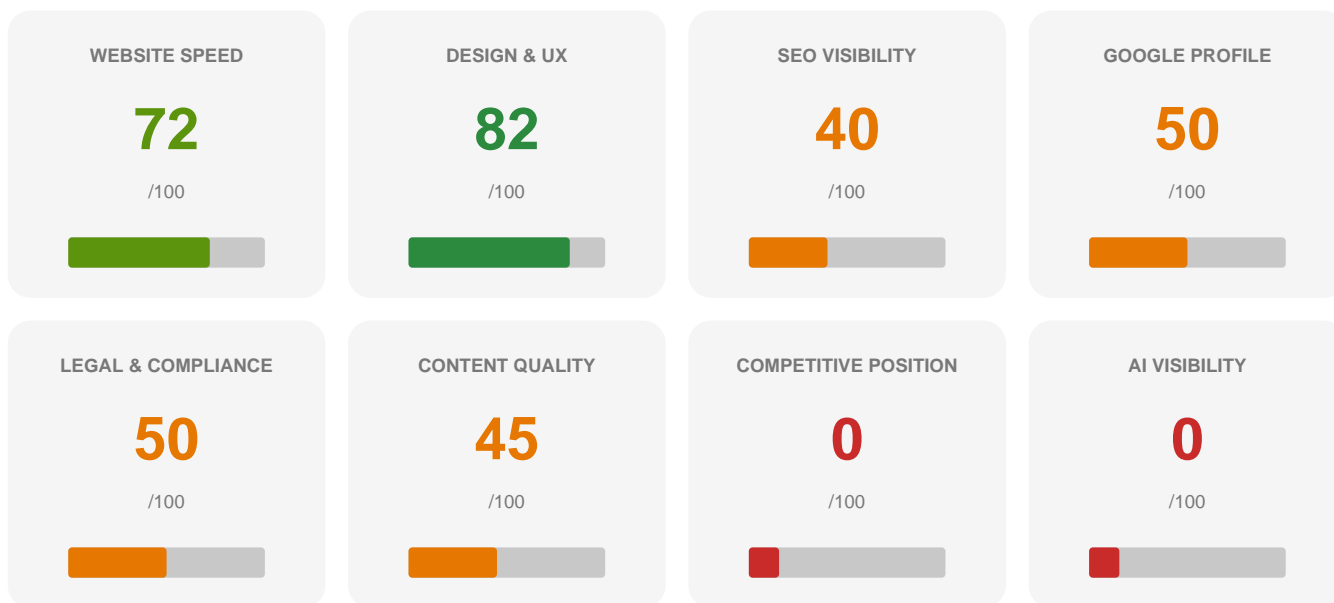 WEBSITE SPEED
DESIGN & UX
SEO VISIBILITY
GOOGLE PROFILE
72
82
40
50
/100
/100
/100
/100
LEGAL & COMPLIANCE
CONTENT QUALITY
COMPETITIVE POSITION
AI VISIBILITY
50
45
0
0
/100
/100
/100
/100